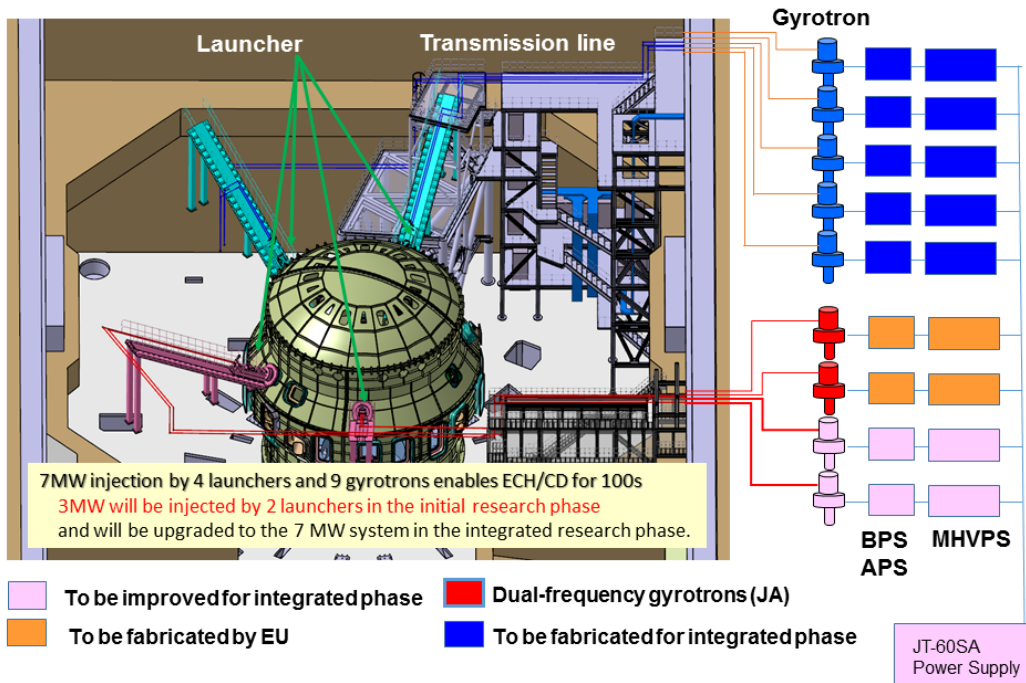 Gyrotron
Launcher
Transmission line
7MW injection by 4 launchers and 9 gyrotrons enables ECH/CD for 100s
3MW will be injected by 2 launchers in the initial research phase
and will be upgraded to the 7 MW system in the integrated research phase.
BPS
APS
MHVPS
To be improved for integrated phase
Dual-frequency gyrotrons (JA)
To be fabricated by EU
To be fabricated for integrated phase
JT-60SA
Power Supply